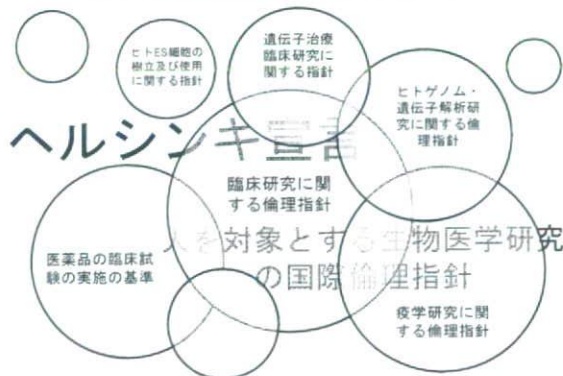 ヒトES細胞の
樹立及び使用
に関する指針
遺伝子治療
臨床研究に
関する指針
ヒトゲノム・
遺伝子解析研
究に関する倫
理指針
ヘルシンキ宣言
臨床研究に関
する倫理指針
人を対象とする生物医学研究
の国際倫理指針
医薬品の臨床試
験の実施の基準
疫学研究に関
する倫理指針